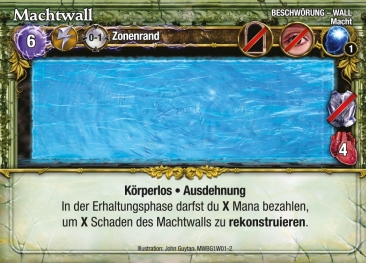 Machtwall
BESCHWÖRUNG – WALL
Macht
6
0-1
Zonenrand
1
4
Körperlos • Ausdehnung
In der Erhaltungsphase darfst du X Mana bezahlen,
um X Schaden des Machtwalls zu rekonstruieren.
Illustration: John Guytan. MWBG1W01-2